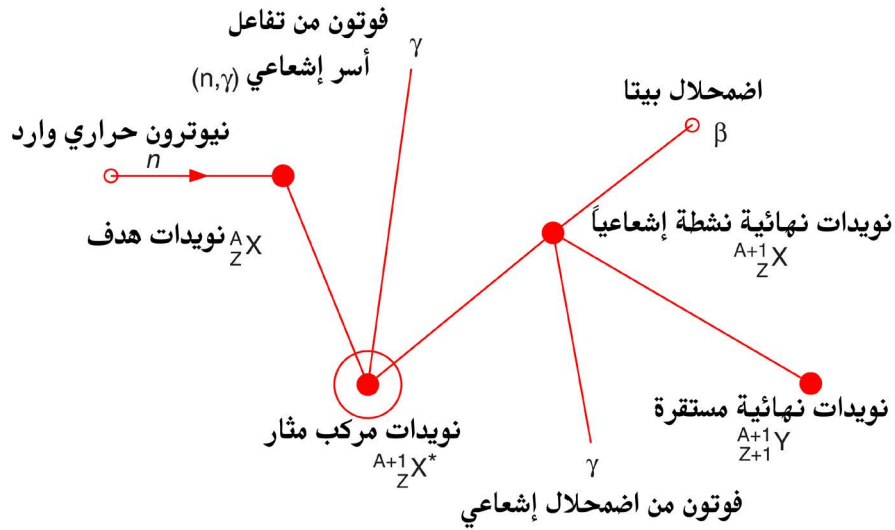 فوتون من تفاعل
أسر إشعاعي (n,γ)
γ
اضمحلال بيتا
β
نيوترون حراري وارد
n
نويدات نهائية نشطة إشعاعياً
A+1 Z X
نويدات هدف A Z X
نويدات نهائية مستقرة
A+1 Z+1 Y
نويدات مركب مثار
A+1 Z X*
γ
فوتون من اضمحلال إشعاعي